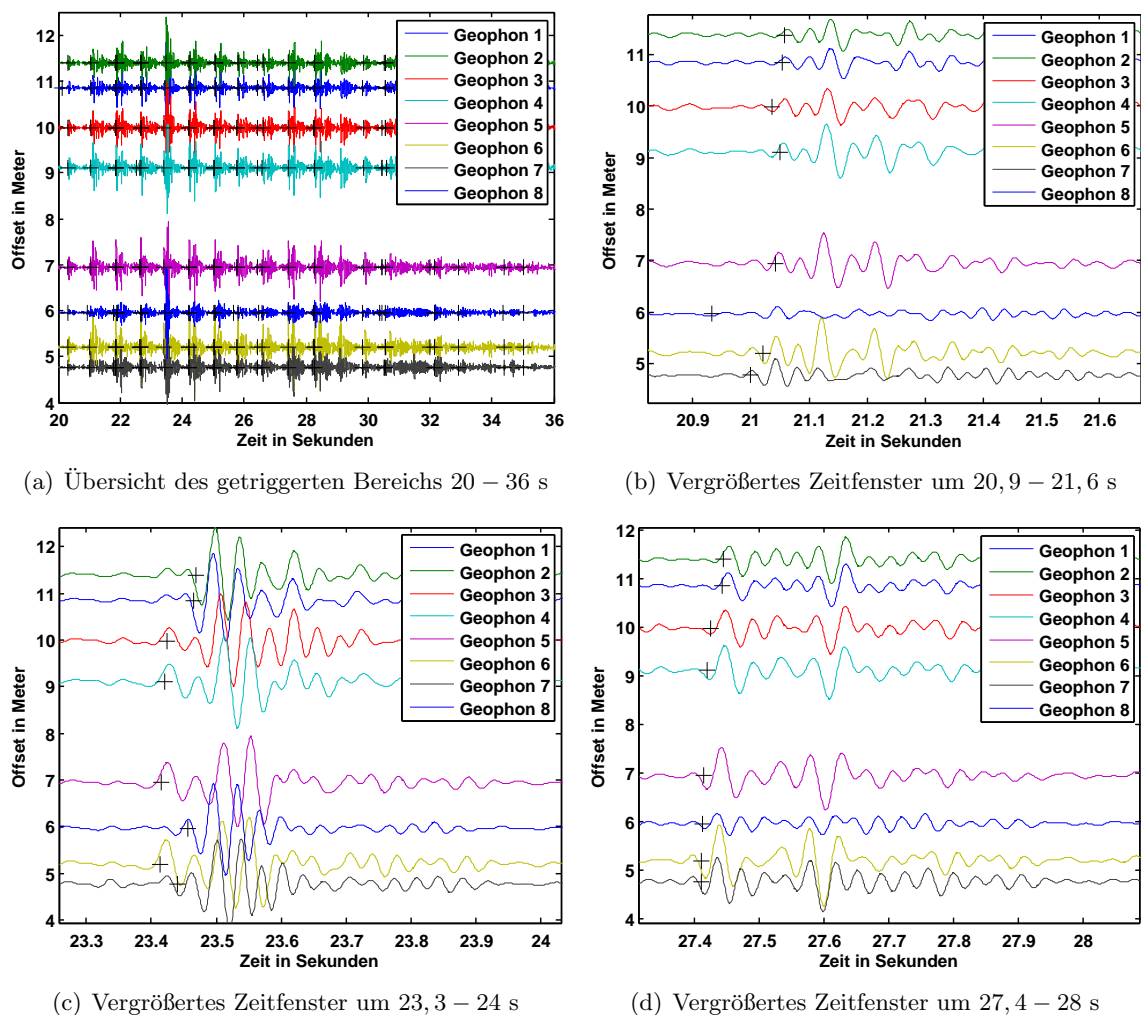 12
11
10
9
8
7
6
5
4
20 22 24 26 28 30 32 34 36
Offset in Meter
Zeit in Sekunden
Geophon 1
Geophon 2
Geophon 3
Geophon 4
Geophon 5
Geophon 6
Geophon 7
Geophon 8
(a) Übersicht des getriggerten Bereichs 20 – 36 s
11
10
9
8
7
6
5
20.9 21 21.1 21.2 21.3 21.4 21.5 21.6
Offset in Meter
Zeit in Sekunden
Geophon 1
Geophon 2
Geophon 3
Geophon 4
Geophon 5
Geophon 6
Geophon 7
Geophon 8
(b) Vergrößertes Zeitfenster um 20, 9 – 21, 6 s
12
11
10
9
8
7
6
5
4
23.3 23.4 23.5 23.6 23.7 23.8 23.9 24
Offset in Meter
Zeit in Sekunden
Geophon 1
Geophon 2
Geophon 3
Geophon 4
Geophon 5
Geophon 6
Geophon 7
Geophon 8
(c) Vergrößertes Zeitfenster um 23, 3 – 24 s
12
11
10
9
8
7
6
5
4
27.4 27.5 27.6 27.7 27.8 27.9 28
Offset in Meter
Zeit in Sekunden
Geophon 1
Geophon 2
Geophon 3
Geophon 4
Geophon 5
Geophon 6
Geophon 7
Geophon 8
(d) Vergrößertes Zeitfenster um 27, 4 – 28 s